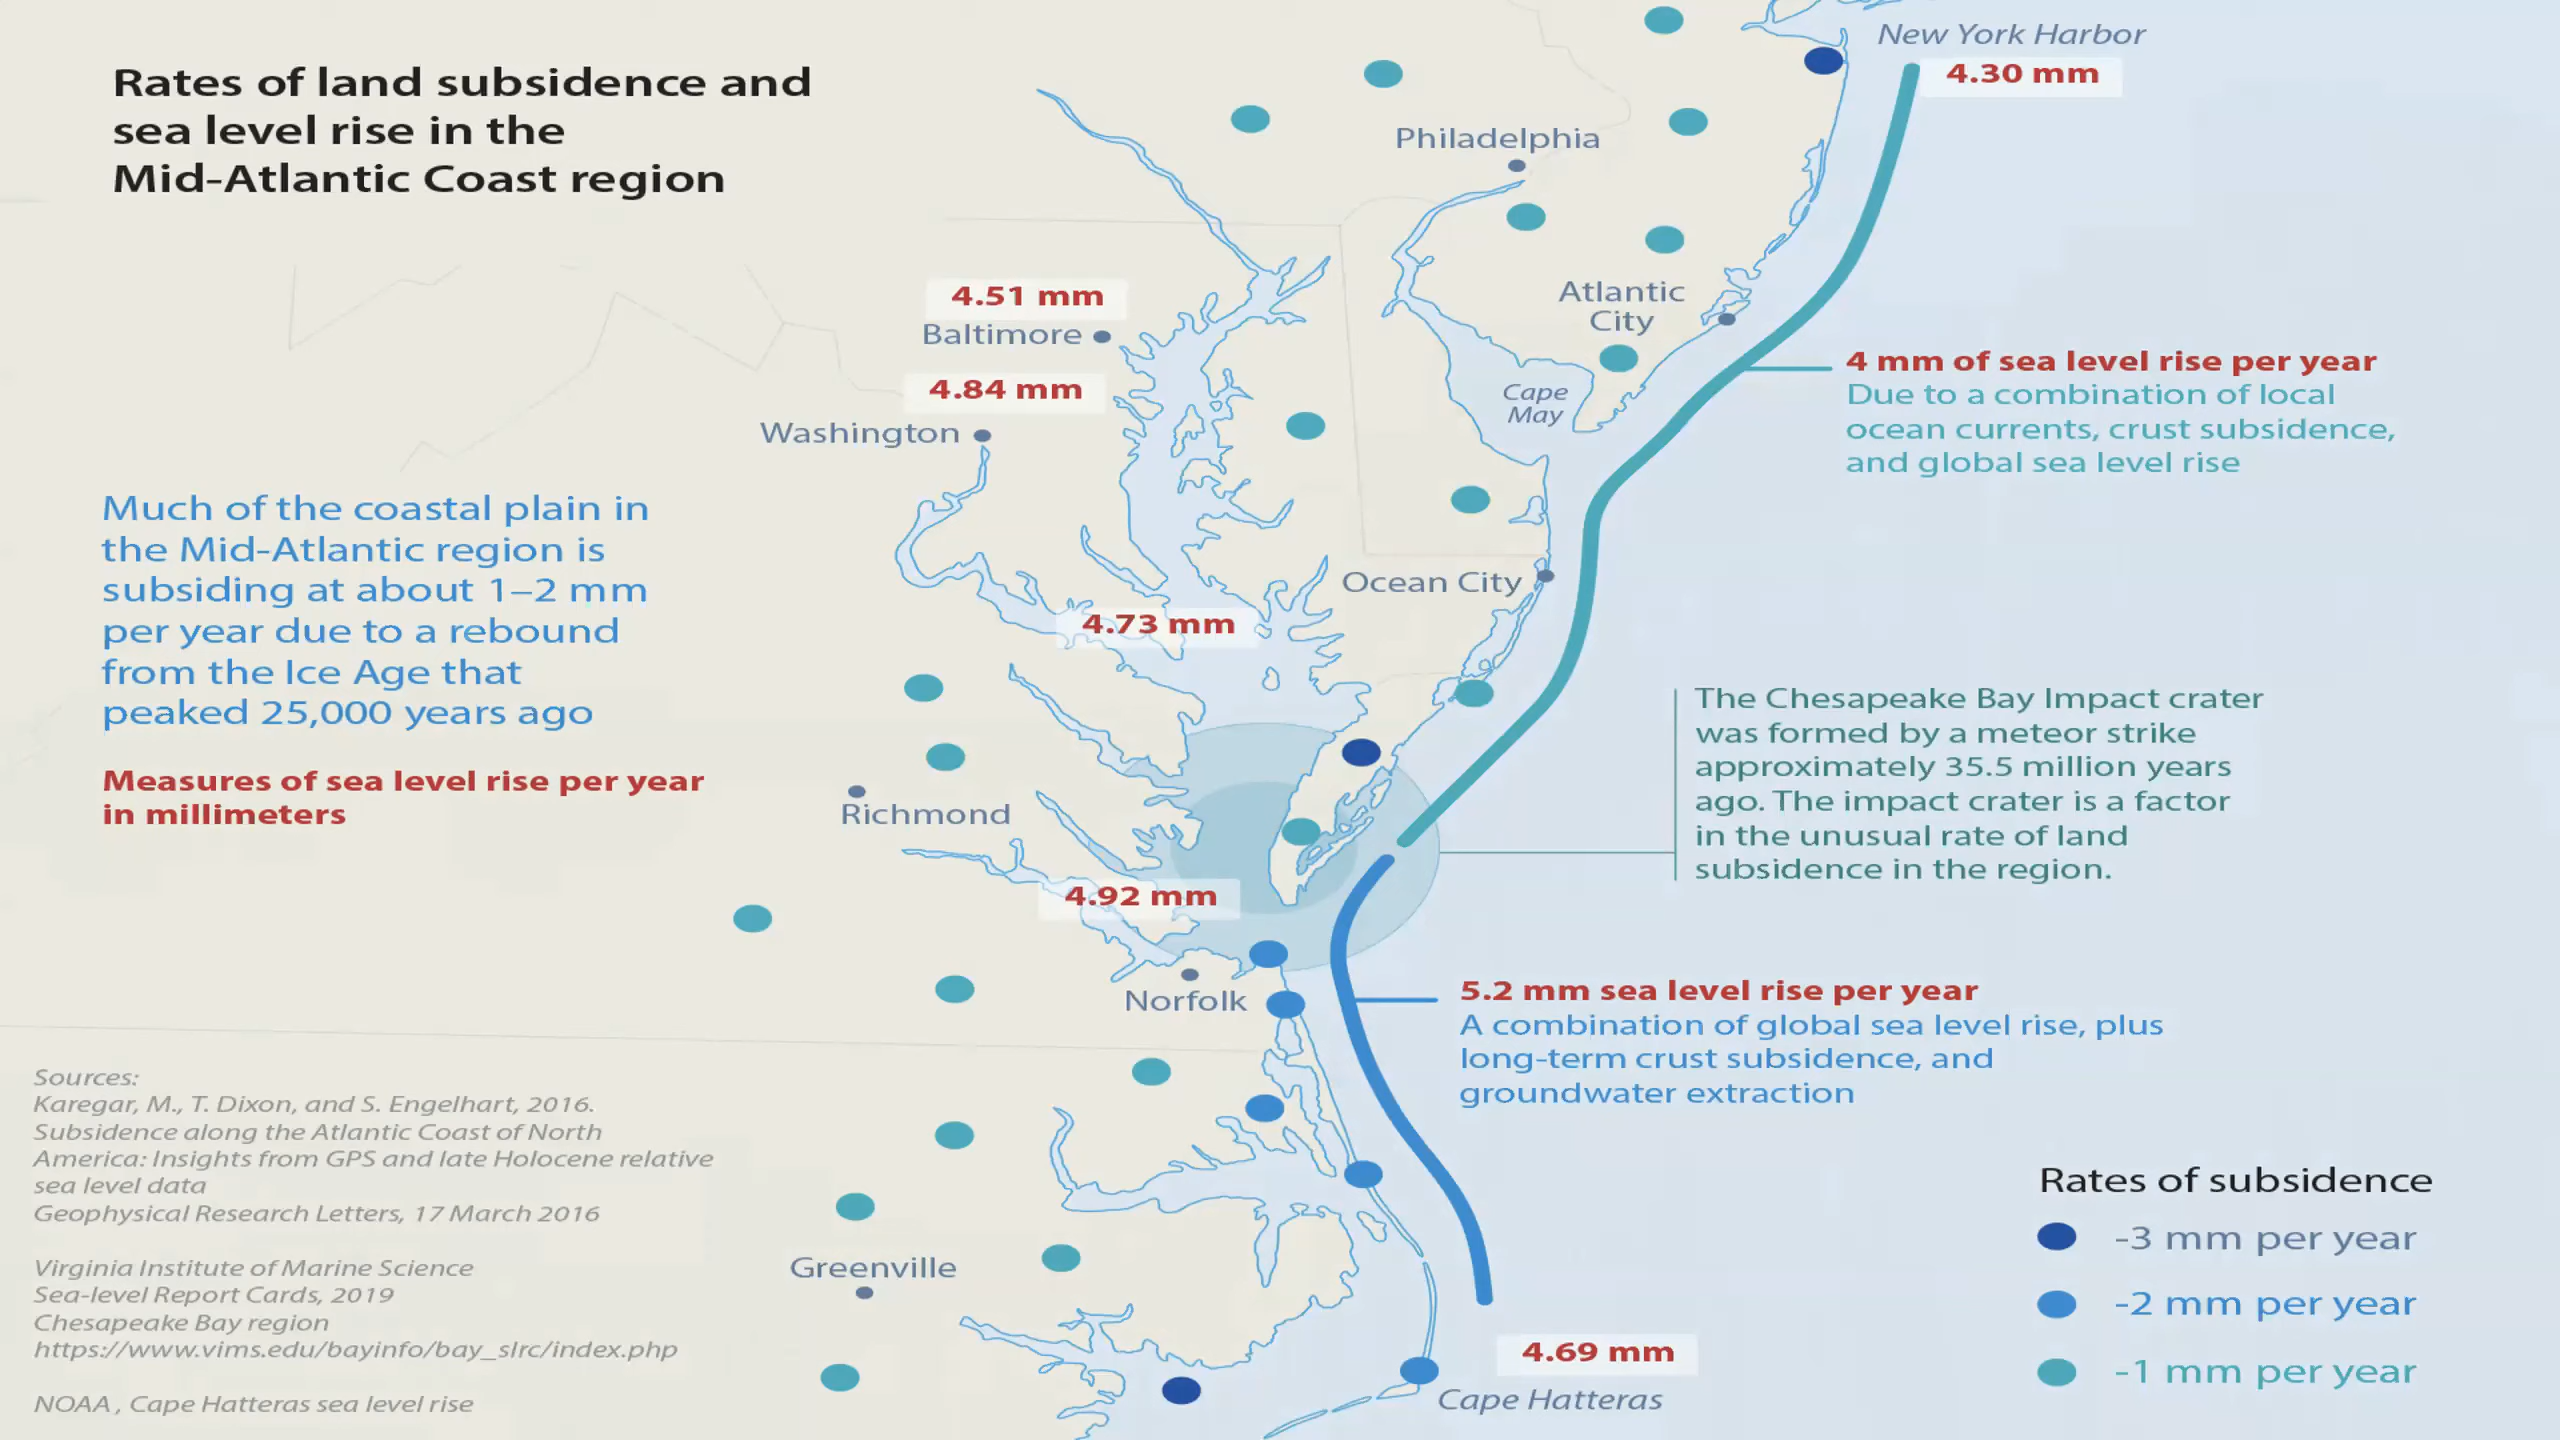 Rates of land subsidence and
sea level rise in the
Mid-Atlantic Coast region
New York Harbor
4.30 mm
Philadelphia
Atlantic
City
4.51 mm
Baltimore
4.84 mm
Washington
Cape
May
4 mm of sea level rise per year
Due to a combination of local
ocean currents, crust subsidence,
and global sea level rise
Much of the coastal plain in
the Mid-Atlantic region is
subsiding at about 1–2 mm
per year due to a rebound
from the Ice Age that
peaked 25,000 years ago
Measures of sea level rise per year
in millimeters
Ocean City
4.73 mm
The Chesapeake Bay Impact crater
was formed by a meteor strike
approximately 35.5 million years
ago. The impact crater is a factor
in the unusual rate of land
subsidence in the region.
Richmond
4.92 mm
Norfolk
5.2 mm sea level rise per year
A combination of global sea level rise, plus
long-term crust subsidence, and
groundwater extraction
Sources:
Karegar, M., T. Dixon, and S. Engelhart, 2016.
Subsidence along the Atlantic Coast of North
America: Insights from GPS and late Holocene relative
sea level data
Geophysical Research Letters, 17 March 2016
Virginia Institute of Marine Science
Sea-level Report Cards, 2019
Chesapeake Bay region
https://www.vims.edu/bayinfo/bay_slrc/index.php
NOAA , Cape Hatteras sea level rise
Greenville
4.69 mm
Cape Hatteras
Rates of subsidence
-3 mm per year
-2 mm per year
-1 mm per year